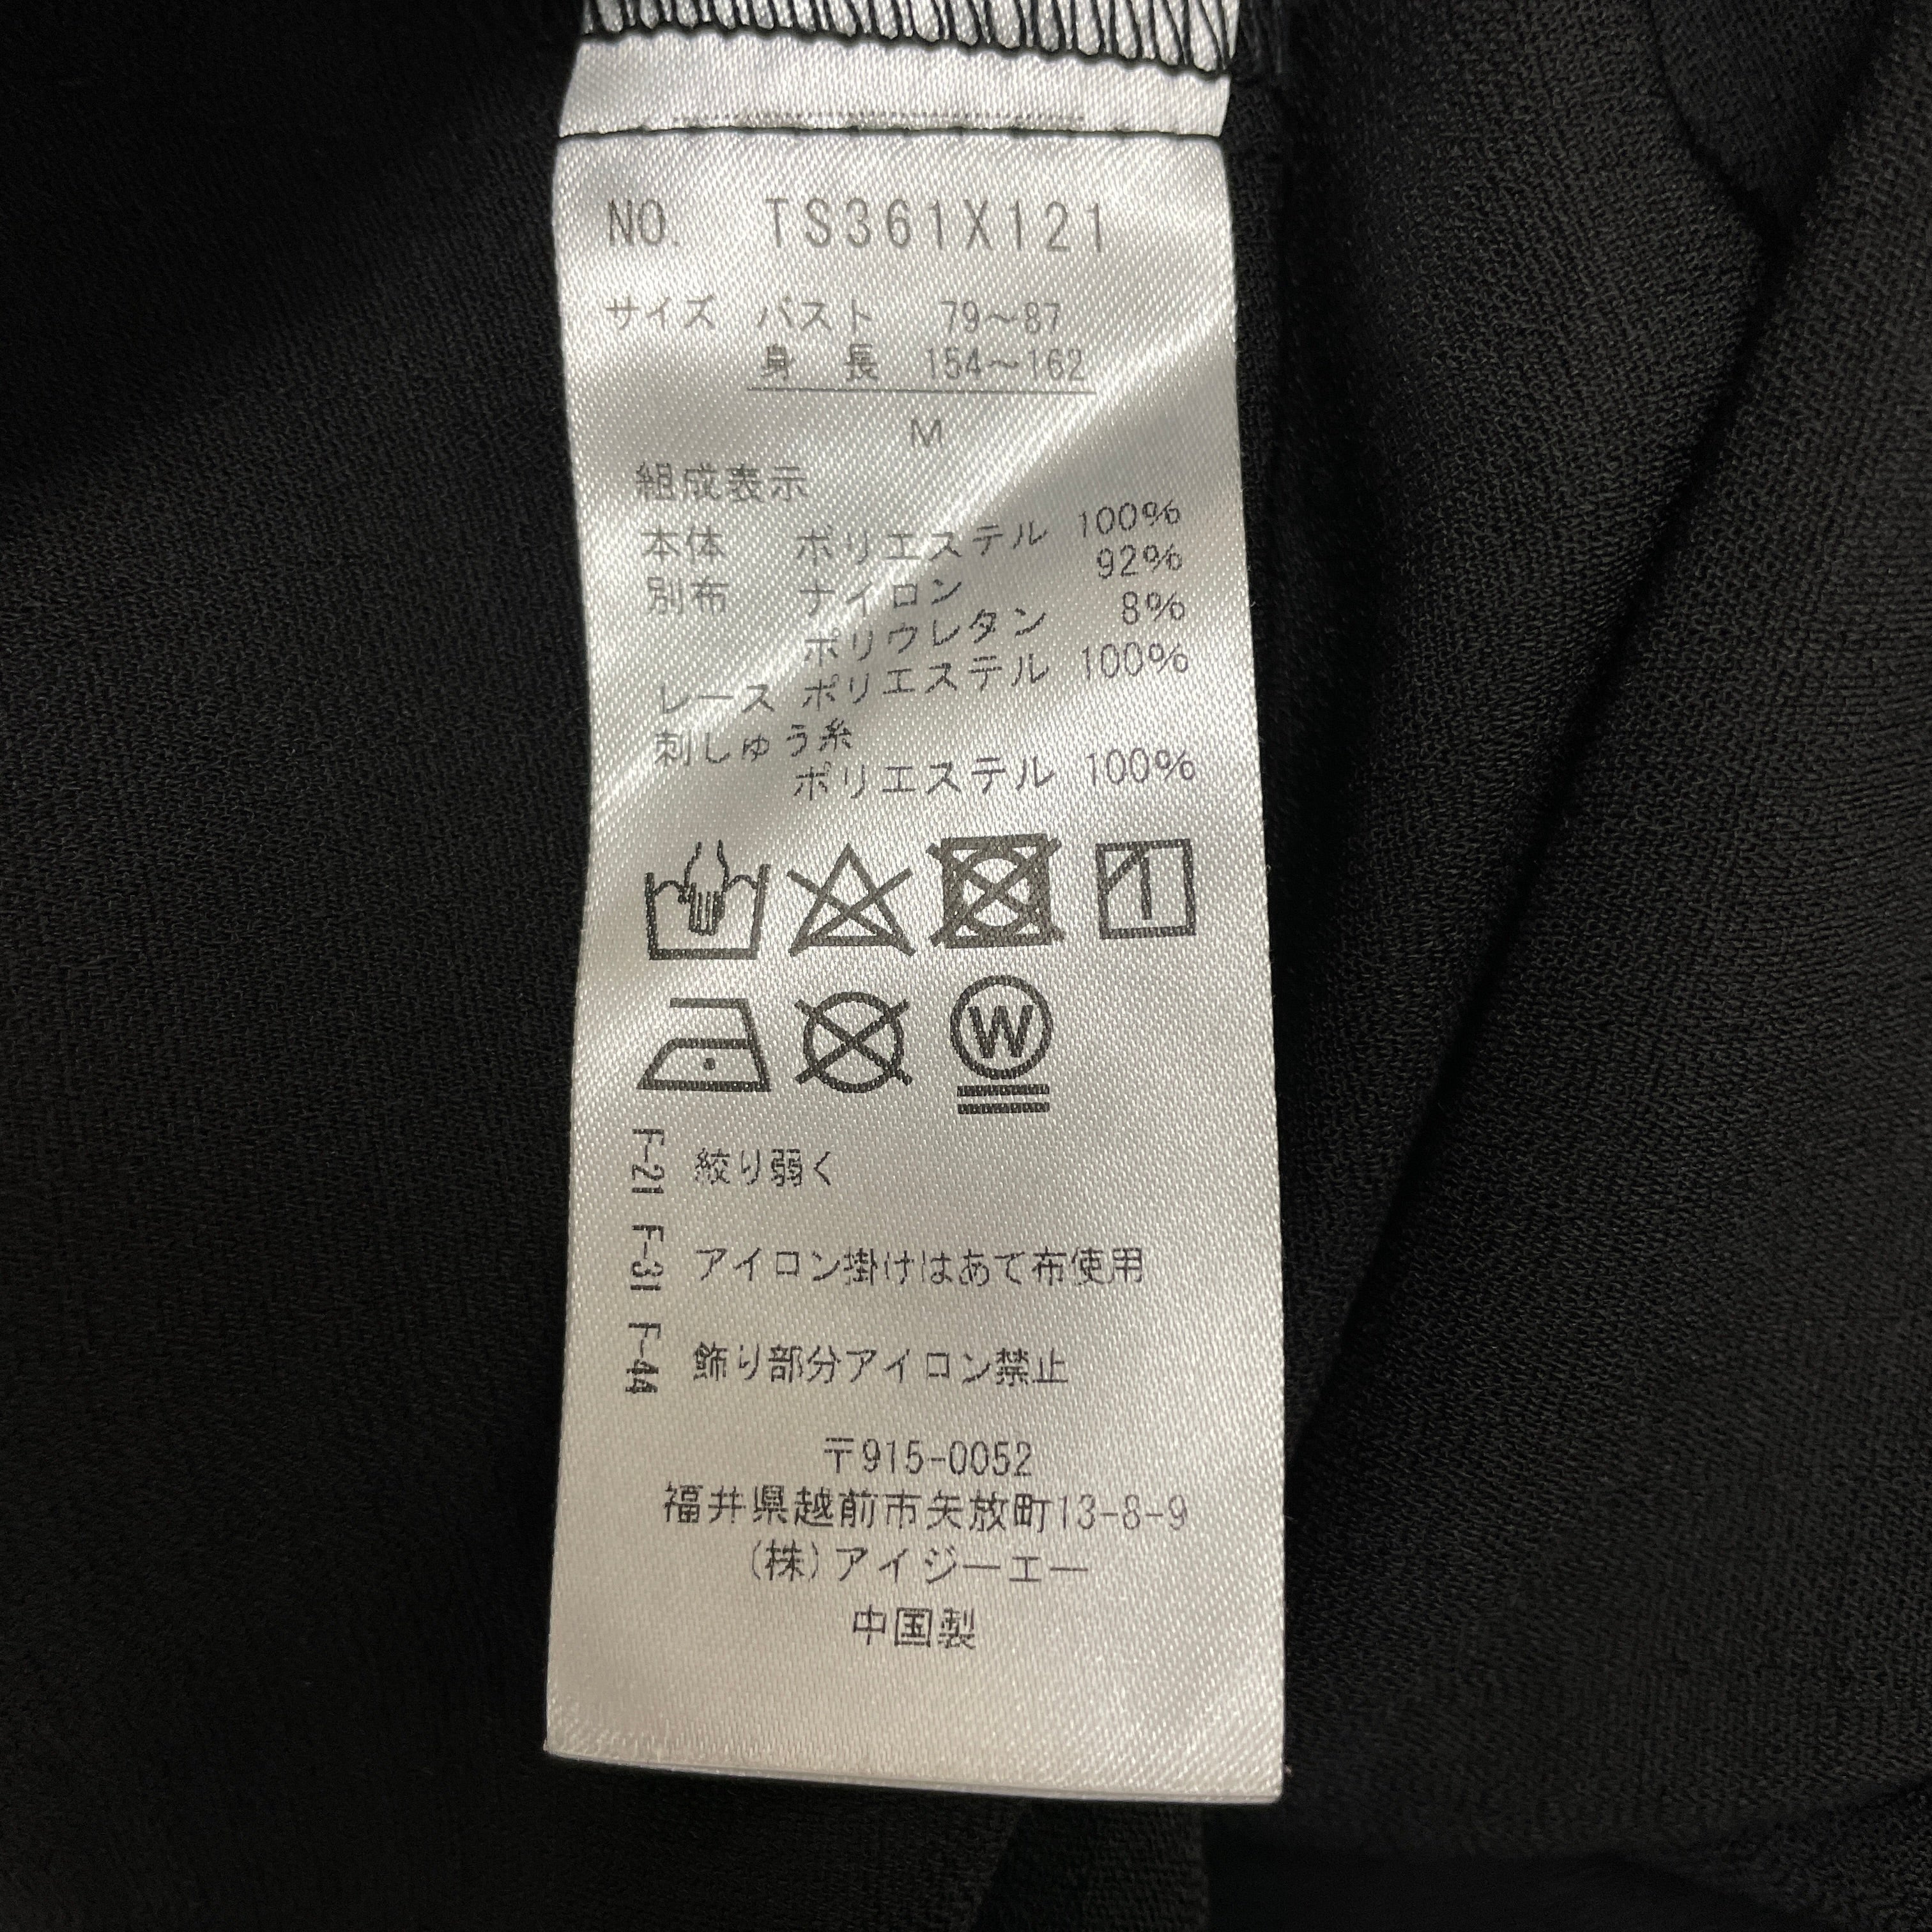 NO. TS361X121
サイズ バスト 79～87
身 長 154～162
M
組成表示
本体 ポリエステル 100%
別布 ナイロン 92%
ポリウレタン 8%
レース ポリエステル 100%
刺しゅう糸
ポリエステル 100%
W
F-21 絞り弱く
F-31 アイロン掛けはあて布使用
F-44 飾り部分アイロン禁止
〒915-0052
福井県越前市矢放町13-8-9
(株)アイジーエー
中国製